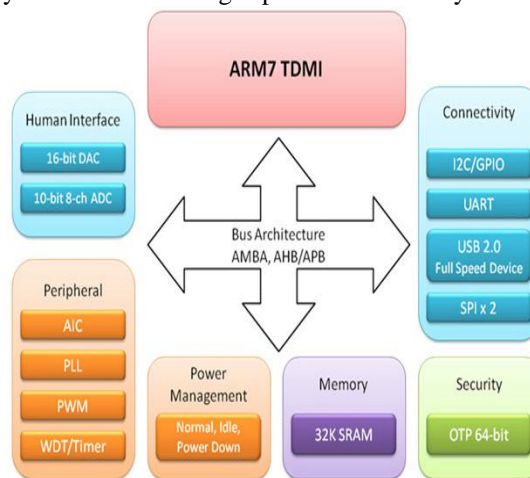 ARM7 TDMI
Human Interface
16-bit DAC
10-bit 8-ch ADC
Connectivity
I2C/GPIO
UART
USB 2.0
Full Speed Device
SPI x 2
Bus Architecture
AMBA, AHB/APB
Peripheral
AIC
PLL
PWM
WDT/Timer
Power
Management
Normal, Idle,
Power Down
Memory
32K SRAM
Security
OTP 64-bit